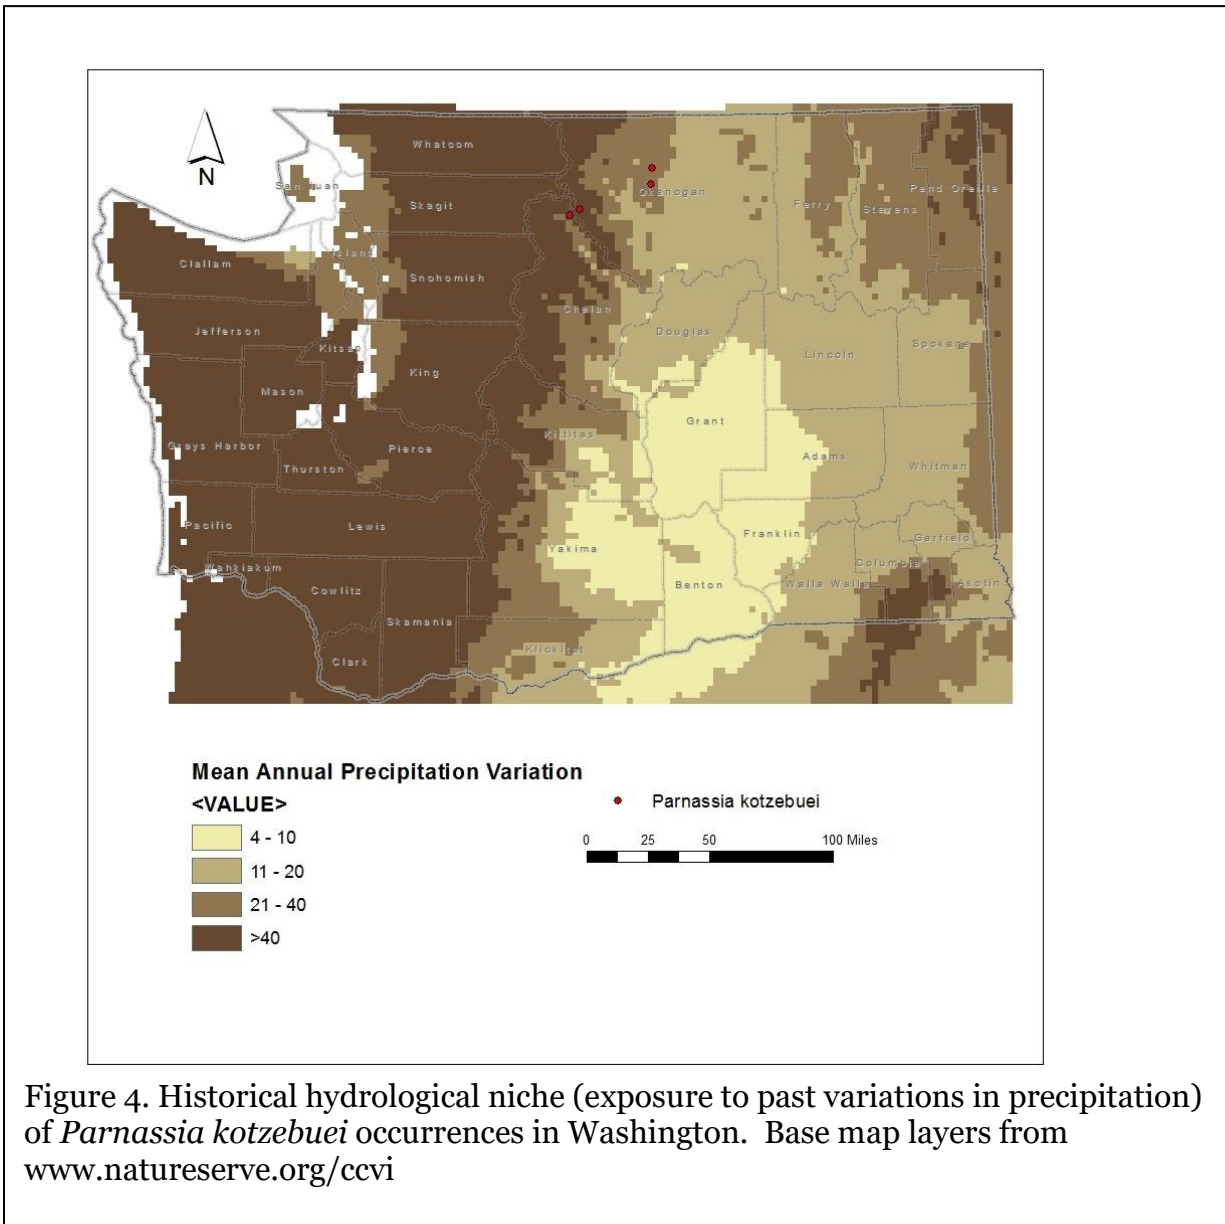 N
Whatcom
San Juan
Skagit
Okanogan
Ferry
Stevens
Pend Oreille
Island
Clallam
Snohomish
Chelan
Jefferson
Kitsap
Douglas
Lincoln
Spokane
King
Mason
Grant
Grays Harbor
Pierce
Kittitas
Adams
Whitman
Thurston
Pacific
Lewis
Yakima
Franklin
Garfield
Wahkiakum
Columbia
Cowlitz
Benton
Walla Walla
Asotin
Skamania
Klickitat
Clark
Mean Annual Precipitation Variation
<VALUE>
4 - 10
11 - 20
21 - 40
>40
Parnassia kotzebuei
0 25 50 100 Miles
Figure 4. Historical hydrological niche (exposure to past variations in precipitation)
of Parnassia kotzebuei occurrences in Washington. Base map layers from
www.natureserve.org/ccvi